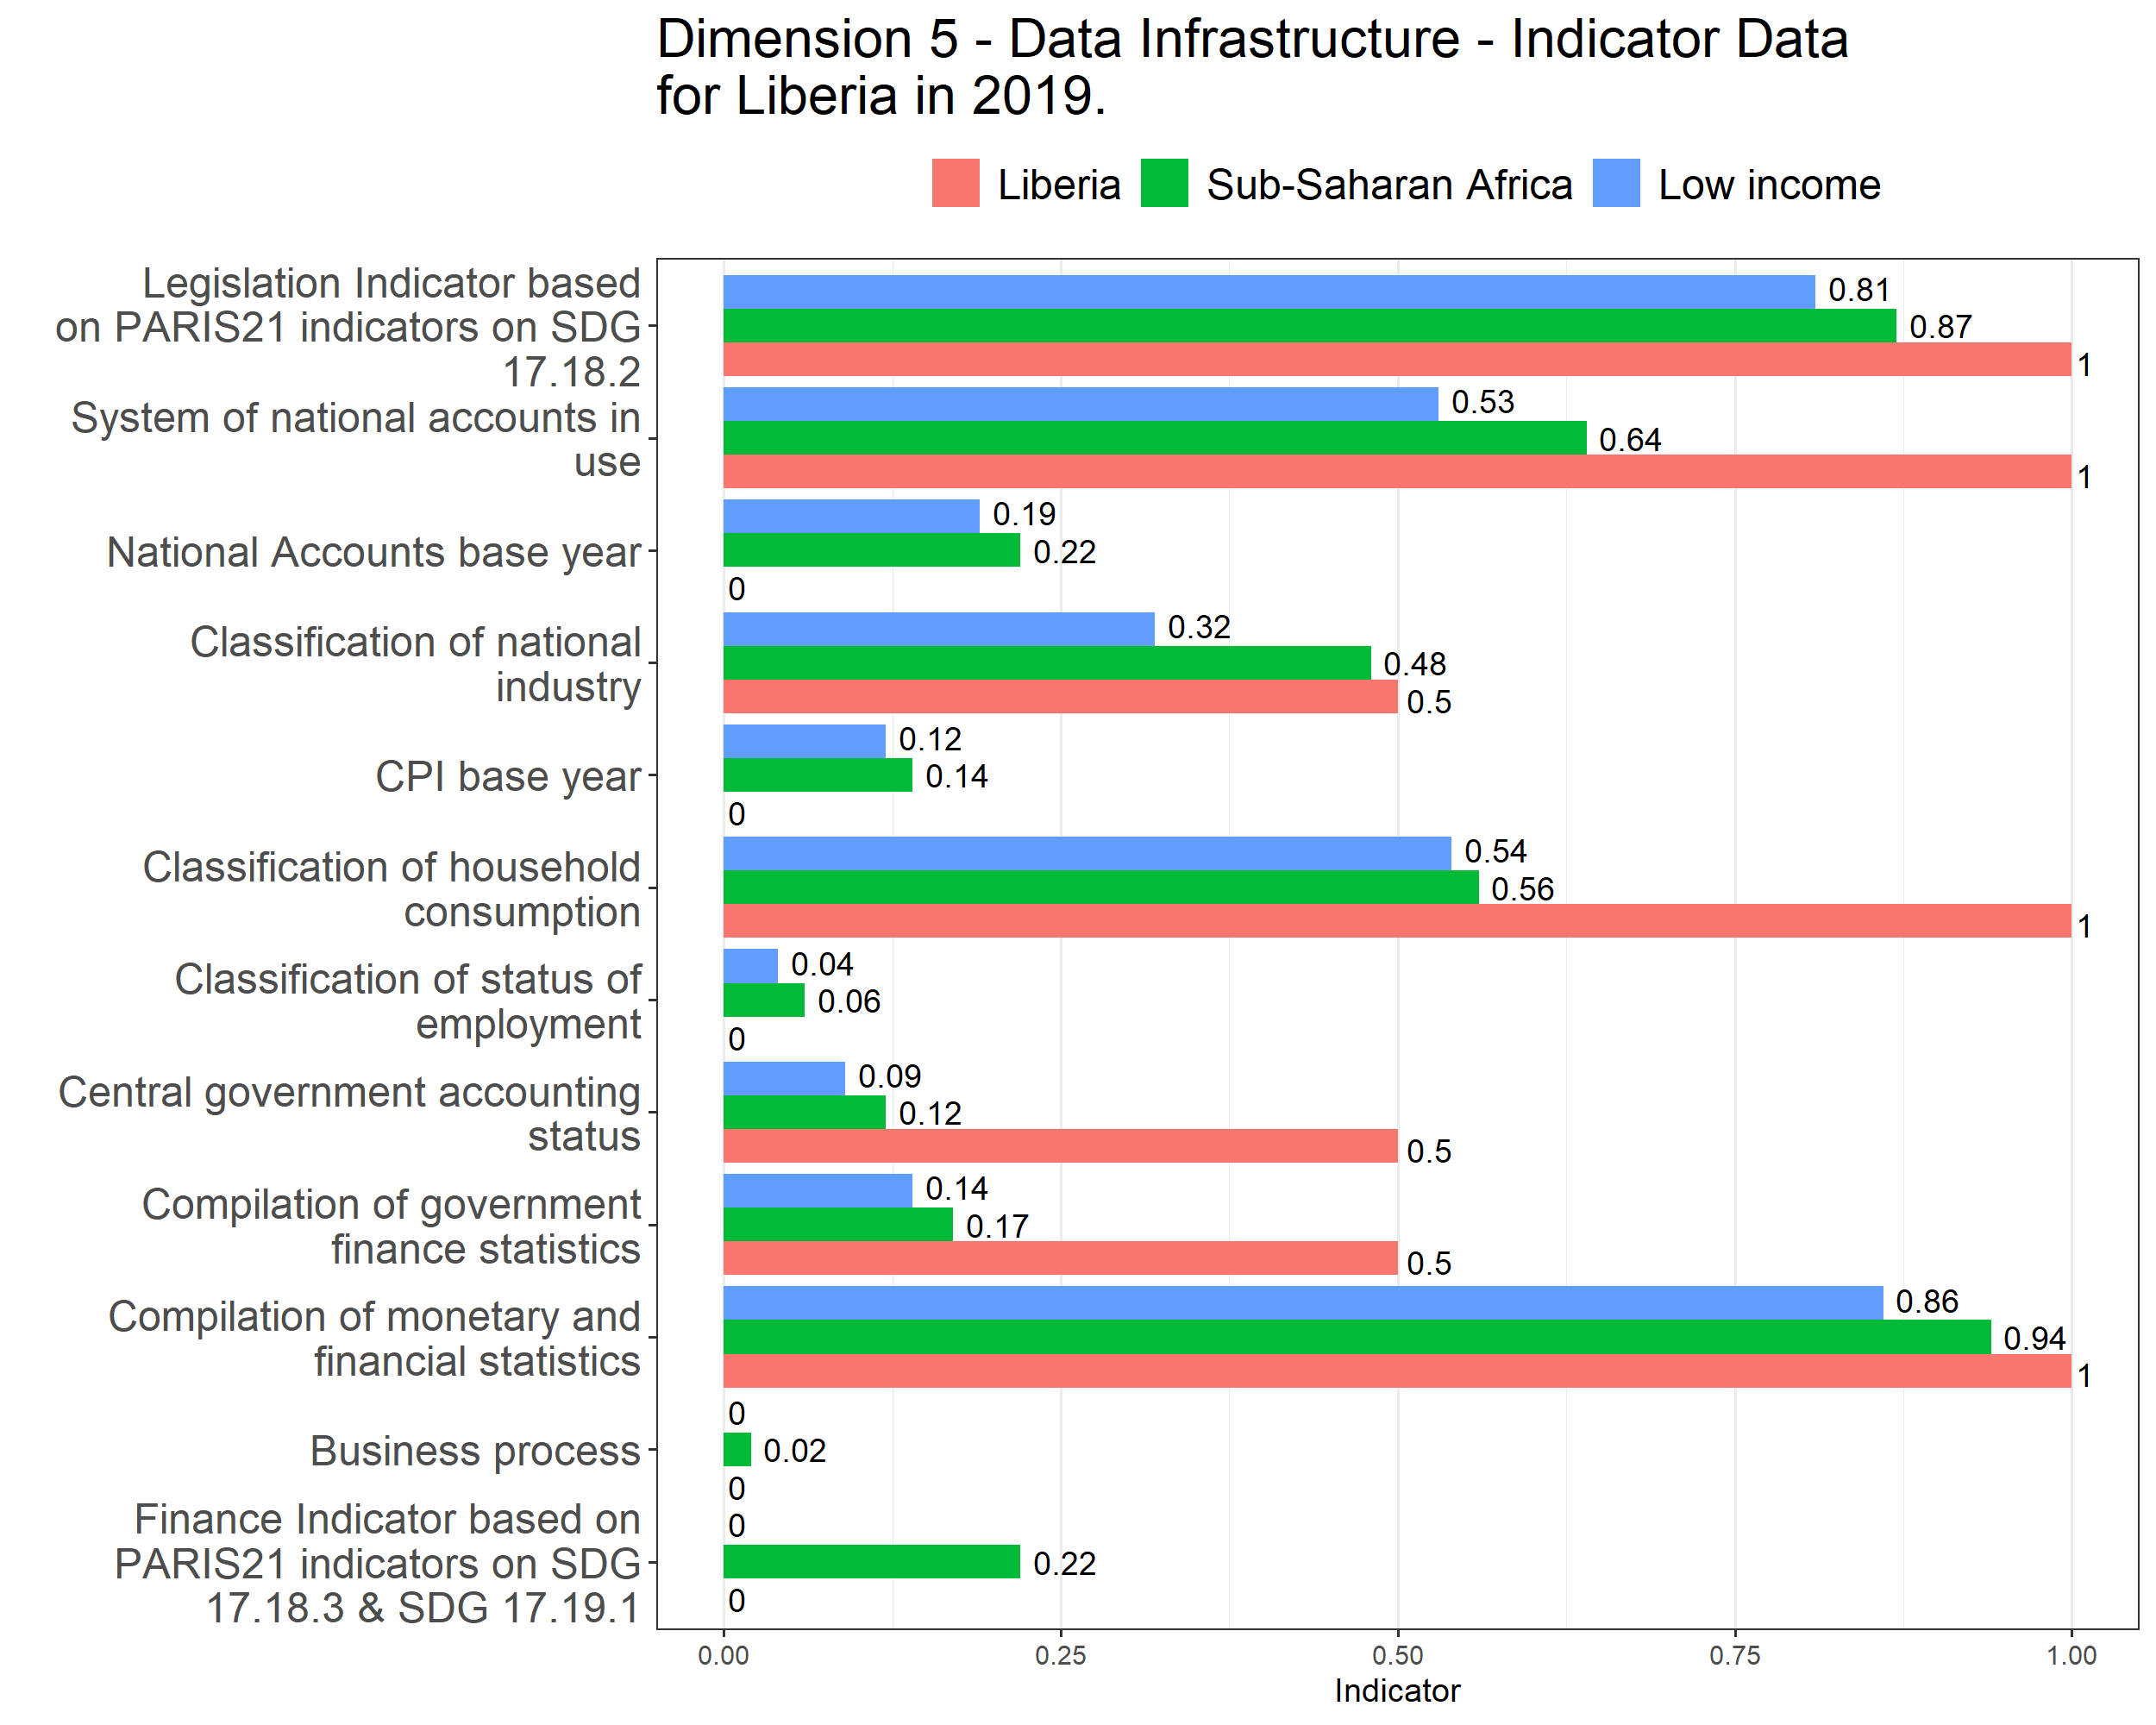 Dimension 5 - Data Infrastructure - Indicator Data
for Liberia in 2019.
Liberia Sub-Saharan Africa Low income
Legislation Indicator based
on PARIS21 indicators on SDG
17.18.2
0.81
0.87
1
System of national accounts in
use
0.53
0.64
1
National Accounts base year
0.19
0.22
0
Classification of national
industry
0.32
0.48
0.5
CPI base year
0.12
0.14
0
Classification of household
consumption
0.54
0.56
1
Classification of status of
employment
0.04
0.06
0
Central government accounting
status
0.09
0.12
0.5
Compilation of government
finance statistics
0.14
0.17
0.5
Compilation of monetary and
financial statistics
0.86
0.94
1
Business process
0
0.02
0
Finance Indicator based on
PARIS21 indicators on SDG
17.18.3 & SDG 17.19.1
0
0.22
0
0.00 0.25 0.50 0.75 1.00
Indicator